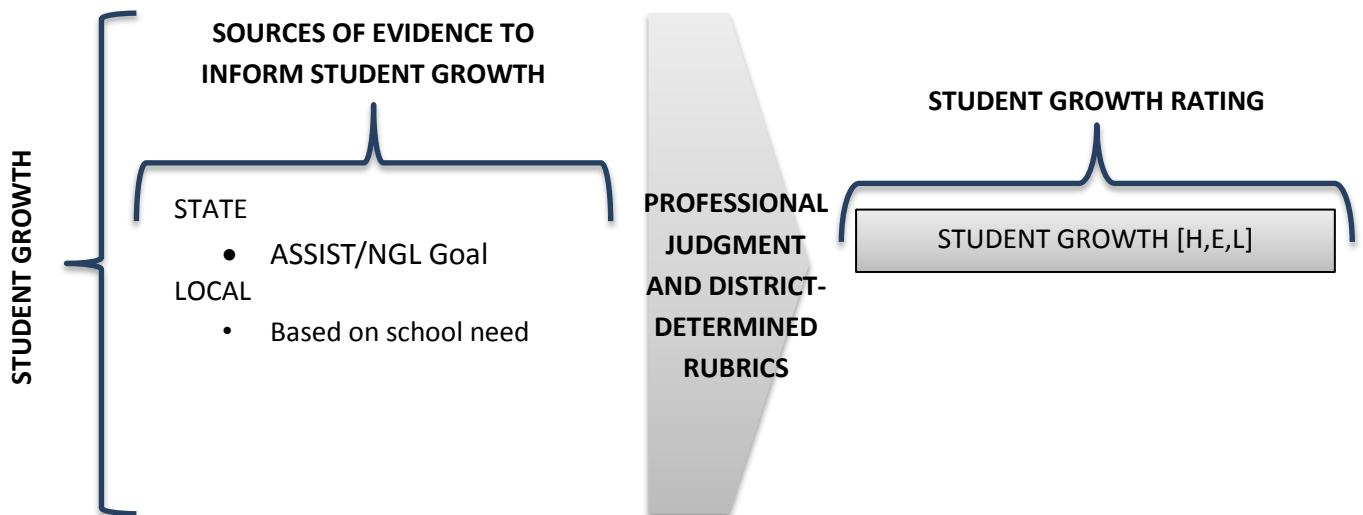 STUDENT GROWTH
SOURCES OF EVIDENCE TO
INFORM STUDENT GROWTH
STATE
● ASSIST/NGL Goal
LOCAL
• Based on school need
PROFESSIONAL
JUDGMENT
AND DISTRICT-
DETERMINED
RUBRICS
STUDENT GROWTH RATING
STUDENT GROWTH [H,E,L]